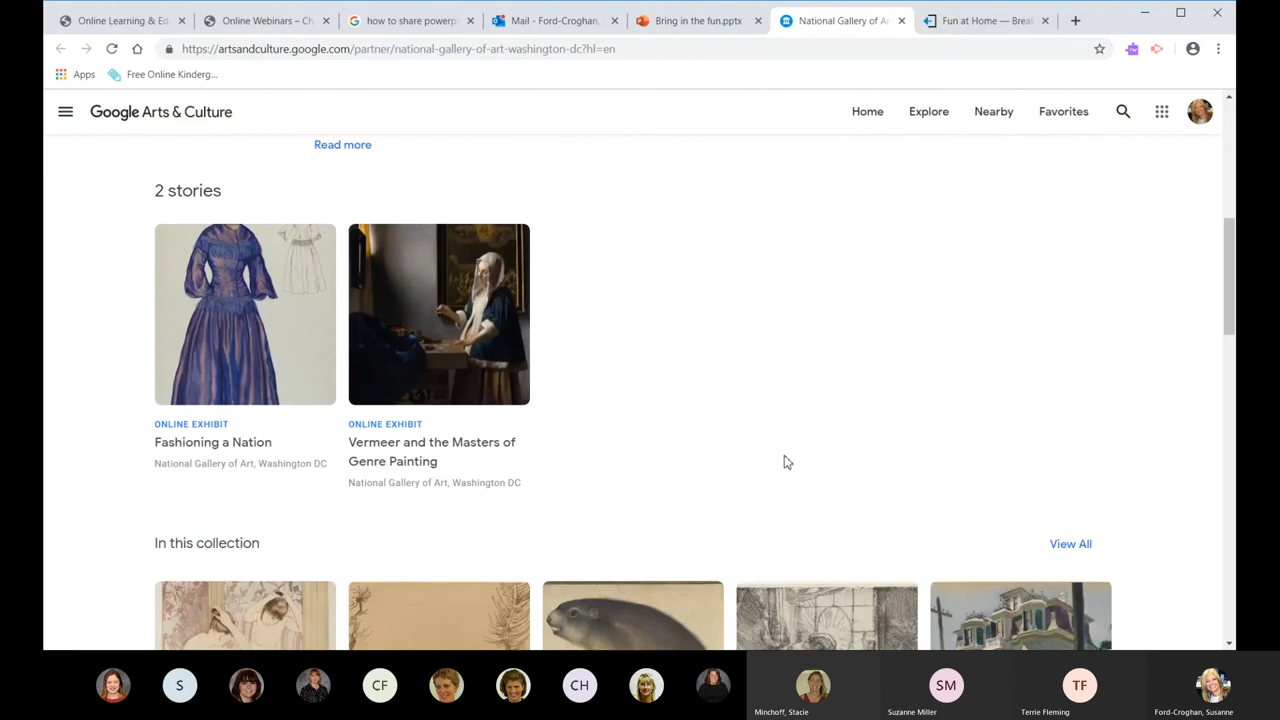 Online Learning & Ed
Online Webinars – Ch
how to share powerp
Mail - Ford-Croghan,
Bring in the fun.pptx
National Gallery of Ar
Fun at Home — Break
https://artsandculture.google.com/partner/national-gallery-of-art-washington-dc?hl=en
Apps
Free Online Kinderg...
Google Arts & Culture
Home
Explore
Nearby
Favorites
Read more
2 stories
ONLINE EXHIBIT
Fashioning a Nation
National Gallery of Art, Washington DC
ONLINE EXHIBIT
Vermeer and the Masters of
Genre Painting
National Gallery of Art, Washington DC
In this collection
View All
S
CF
CH
SM
TF
Minchoff, Stacie
Suzanne Miller
Terrie Fleming
Ford-Croghan, Susanne